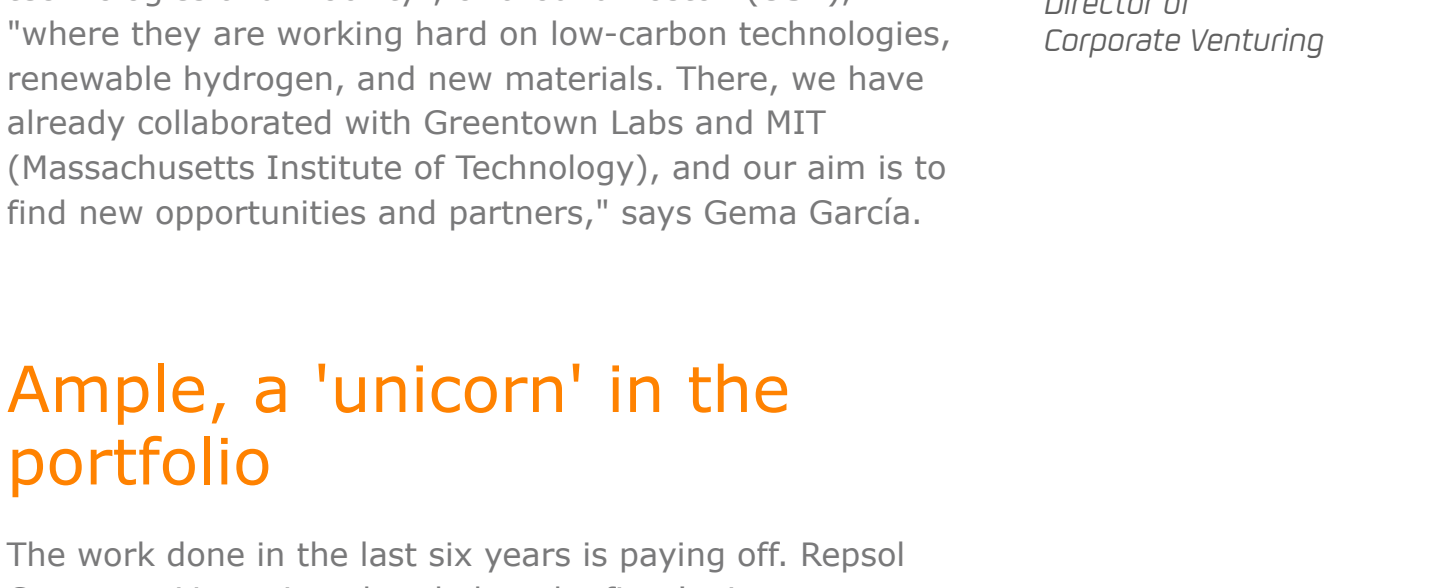 "where they are working hard on low-carbon technologies,
renewable hydrogen, and new materials. There, we have
already collaborated with Greentown Labs and MIT
(Massachusetts Institute of Technology), and our aim is to
find new opportunities and partners," says Gema García.
Director of
Corporate Venturing
Ample, a 'unicorn' in the
portfolio
The work done in the last six years is paying off. Repsol